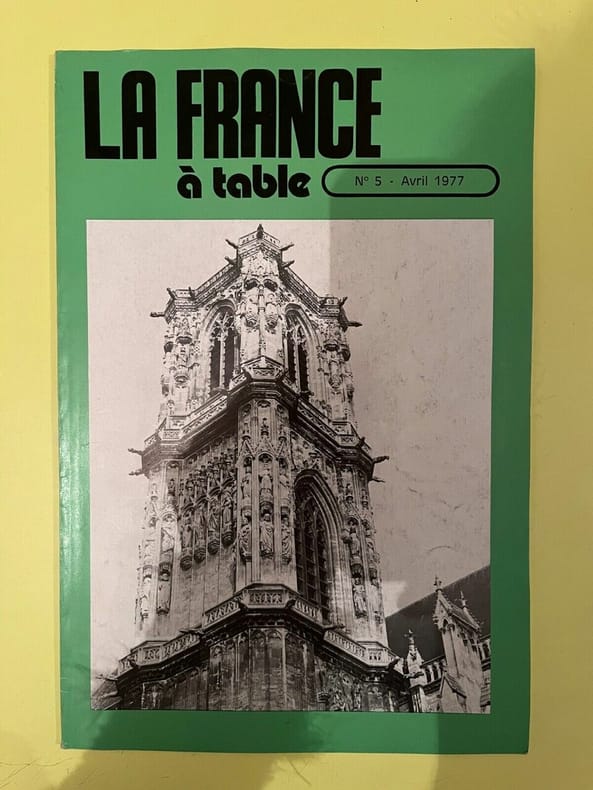 LA FRANCE
à table
N° 5 - Avril 1977